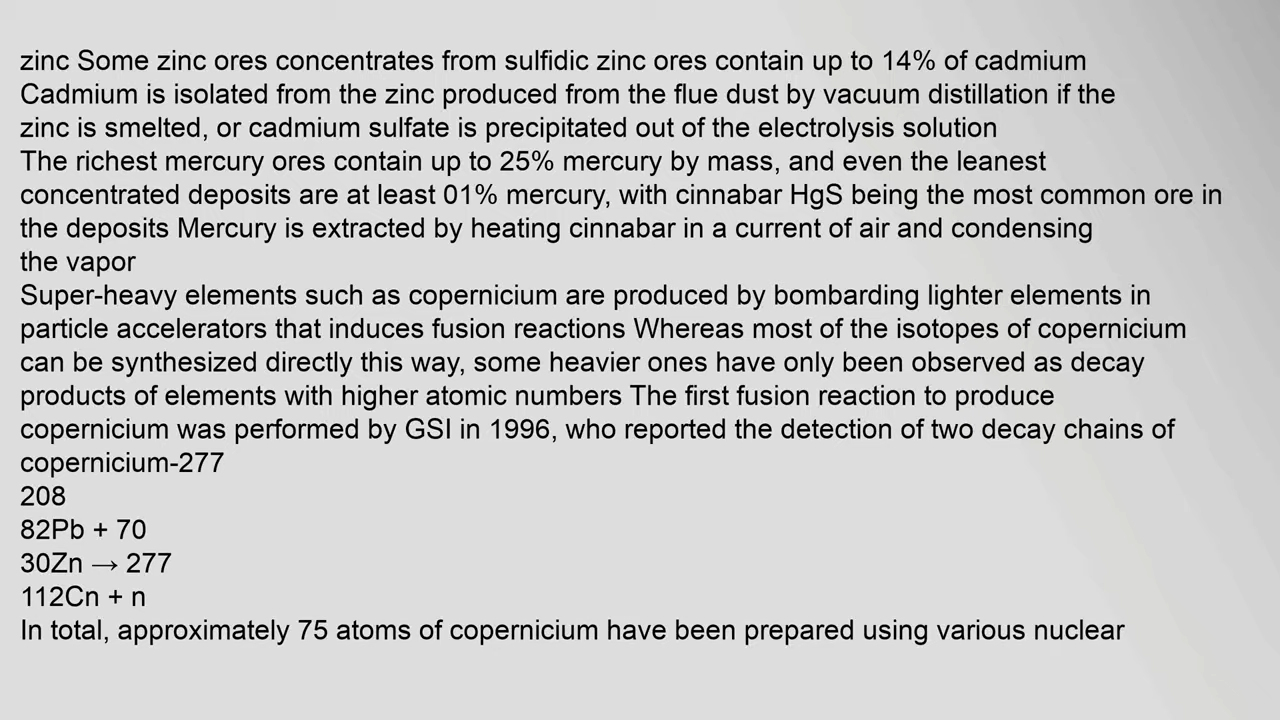 zinc Some zinc ores concentrates from sulfidic zinc ores contain up to 14% of cadmium
Cadmium is isolated from the zinc produced from the flue dust by vacuum distillation if the
zinc is smelted, or cadmium sulfate is precipitated out of the electrolysis solution
The richest mercury ores contain up to 25% mercury by mass, and even the leanest
concentrated deposits are at least 01% mercury, with cinnabar HgS being the most common ore in
the deposits Mercury is extracted by heating cinnabar in a current of air and condensing
the vapor
Super-heavy elements such as copernicium are produced by bombarding lighter elements in
particle accelerators that induces fusion reactions Whereas most of the isotopes of copernicium
can be synthesized directly this way, some heavier ones have only been observed as decay
products of elements with higher atomic numbers The first fusion reaction to produce
copernicium was performed by GSI in 1996, who reported the detection of two decay chains of
copernicium-277
208
82Pb + 70
30Zn → 277
112Cn + n
In total, approximately 75 atoms of copernicium have been prepared using various nuclear